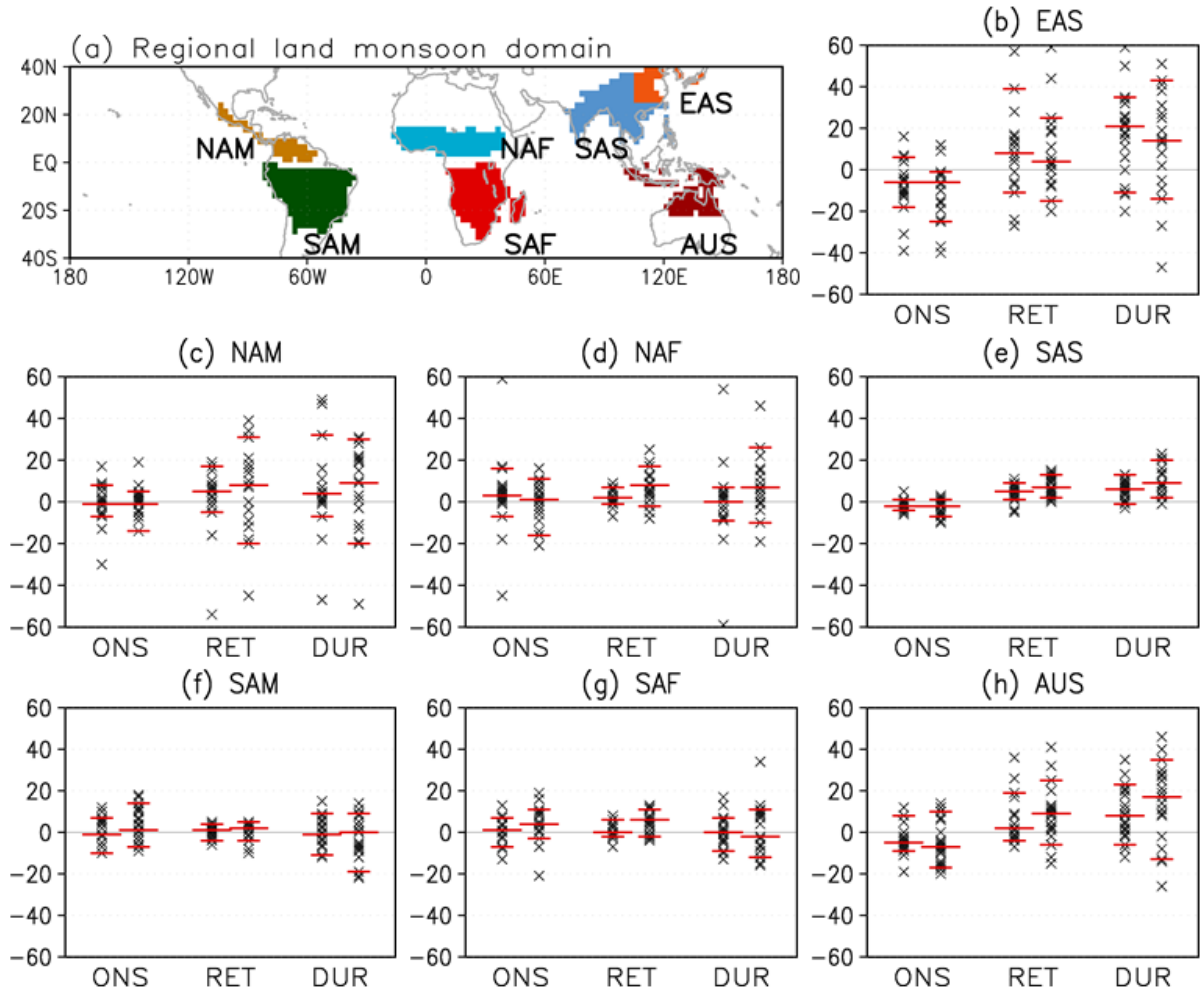 (a) Regional land monsoon domain
40N
20N
EQ
20S
40S
180 120W 60W 0 60E 120E 180
NAM
SAM
NAF
SAF
SAS
EAS
AUS
(b) EAS
60
40
20
0
−20
−40
−60
ONS RET DUR
(c) NAM
60
40
20
0
−20
−40
−60
ONS RET DUR
(d) NAF
60
40
20
0
−20
−40
−60
ONS RET DUR
(e) SAS
60
40
20
0
−20
−40
−60
ONS RET DUR
(f) SAM
60
40
20
0
−20
−40
−60
ONS RET DUR
(g) SAF
60
40
20
0
−20
−40
−60
ONS RET DUR
(h) AUS
60
40
20
0
−20
−40
−60
ONS RET DUR